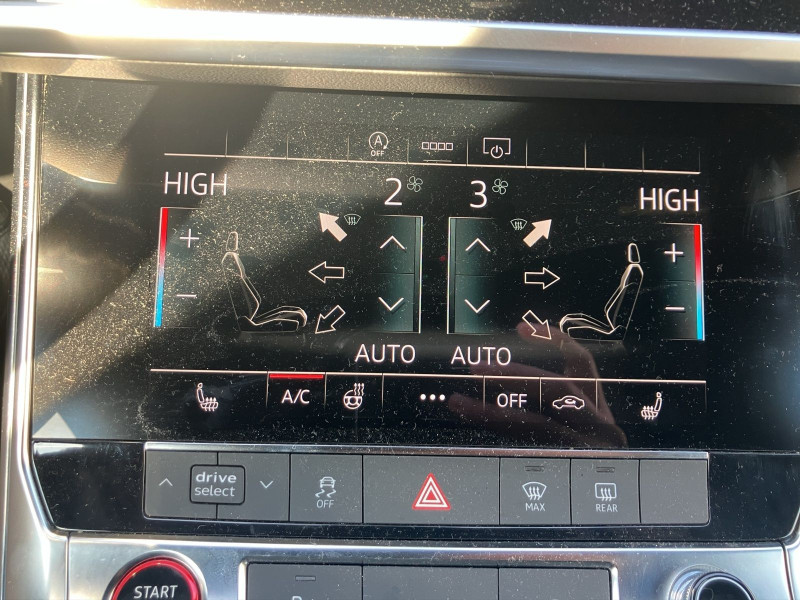 A
OFF
HIGH 2 3 HIGH
+ +
- -
AUTO AUTO
A/C ••• OFF
drive
select
OFF
MAX
REAR
START